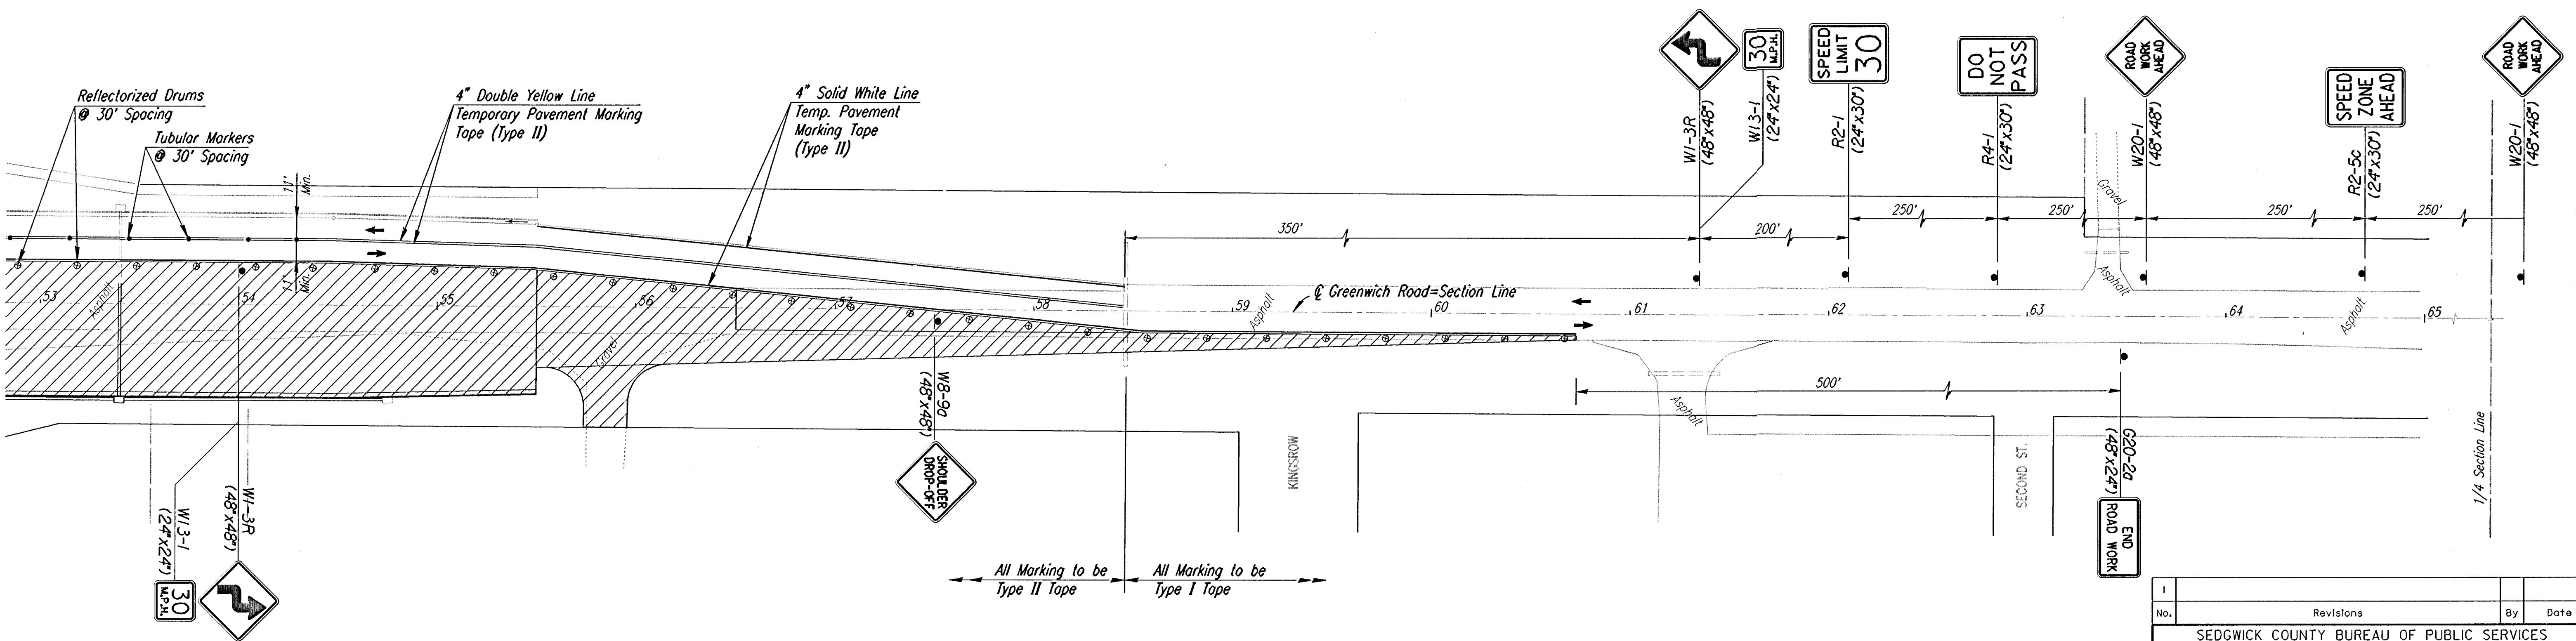 Reflectorized Drums
@ 30' Spacing
Tubular Markers
@ 30' Spacing
4" Double Yellow Line
Temporary Pavement Marking
Tape (Type II)
4" Solid White Line
Temp. Pavement
Marking Tape
(Type II)
W1-3R
(48"x48")
30
M.P.H.
W13-1
(24"x24")
SPEED
LIMIT
30
R2-1
(24"x30")
DO
NOT
PASS
R4-1
(24"x30")
ROAD
WORK
AHEAD
W20-1
(48"x48")
SPEED
ZONE
AHEAD
R2-5c
(24"x30")
ROAD
WORK
AHEAD
W20-1
(48"x48")
11'
Min.
11'
Min.
350'
200'
250'
250'
250'
250'
Gravel
Asphalt
53
54
55
56
57
58
59
60
61
62
63
64
65
Asphalt
Gravel
Asphalt
Asphalt
℄ Greenwich Road=Section Line
500'
Asphalt
W8-9a
(48"x48")
SHOULDER
DROP-OFF
KINGSROW
SECOND ST.
G20-2a
(48"x24")
END
ROAD WORK
1/4 Section Line
W1-3R
(48"x48")
W13-1
(24"x24")
30
M.P.H.
All Marking to be
Type II Tape
All Marking to be
Type I Tape
1
No. Revisions By Date
SEDGWICK COUNTY BUREAU OF PUBLIC SERVICES